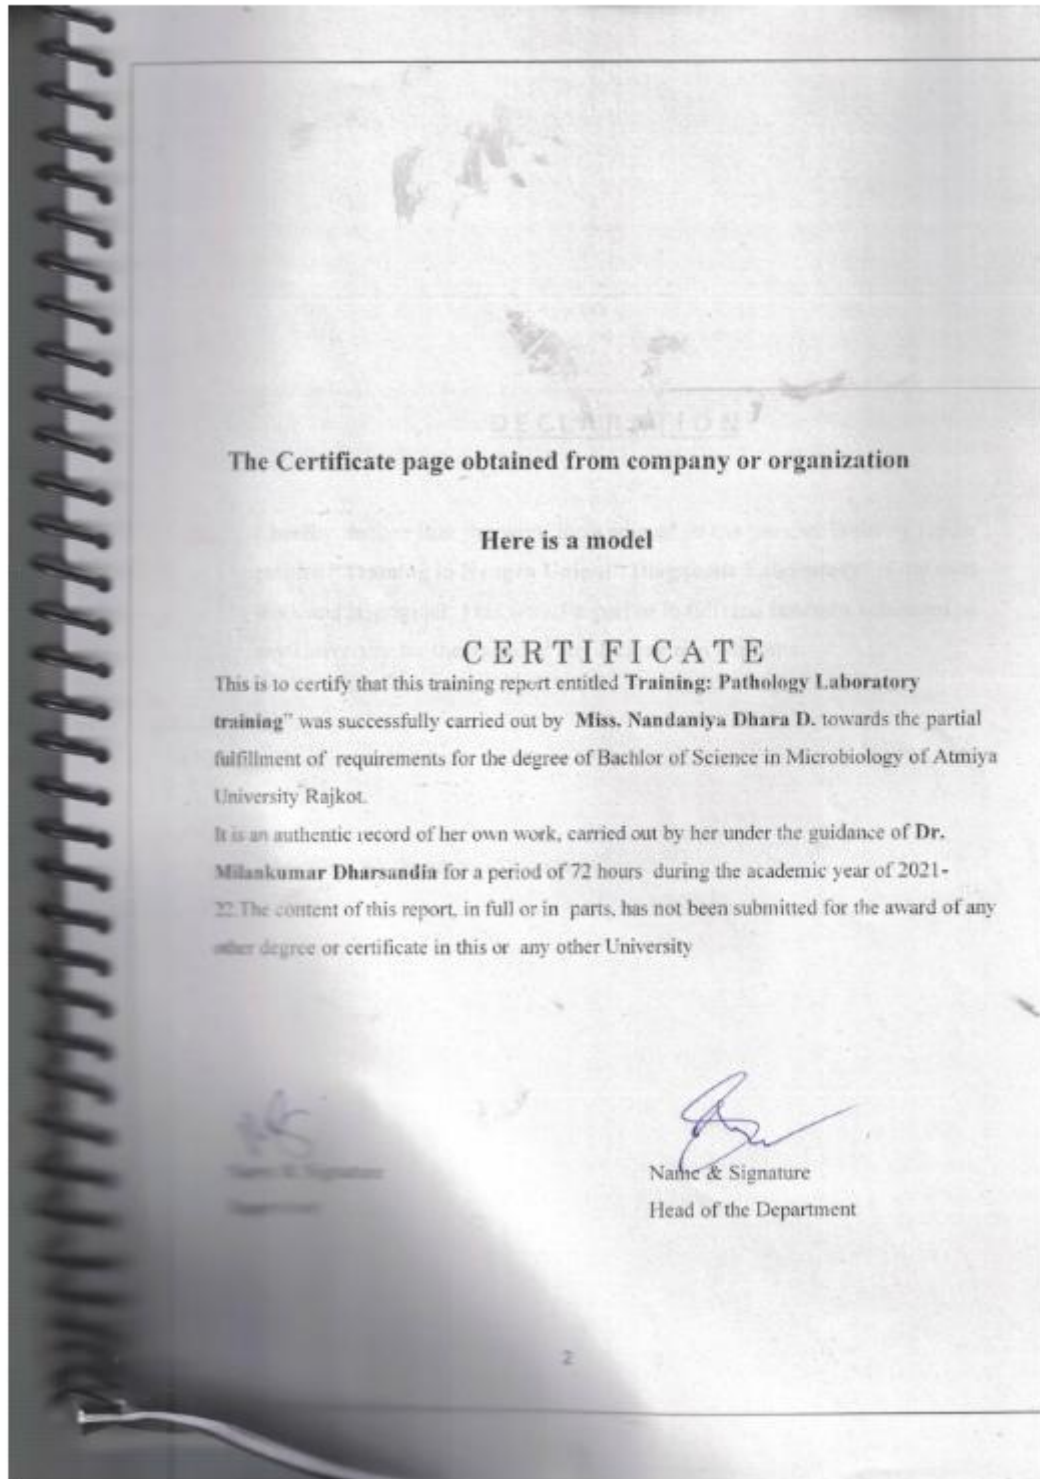 DECLARATION
The Certificate page obtained from company or organization
Here is a model
CERTIFICATE
This is to certify that this training report entitled Training: Pathology Laboratory
training" was successfully carried out by Miss. Nandaniya Dhara D. towards the partial
fulfillment of requirements for the degree of Bachlor of Science in Microbiology of Atmiya
University Rajkot.
It is an authentic record of her own work, carried out by her under the guidance of Dr.
Milankumar Dharsandia for a period of 72 hours during the academic year of 2021-
22.The content of this report, in full or in parts, has not been submitted for the award of any
other degree or certificate in this or any other University
Name & Signature Name & Signature
Head of the Department
2